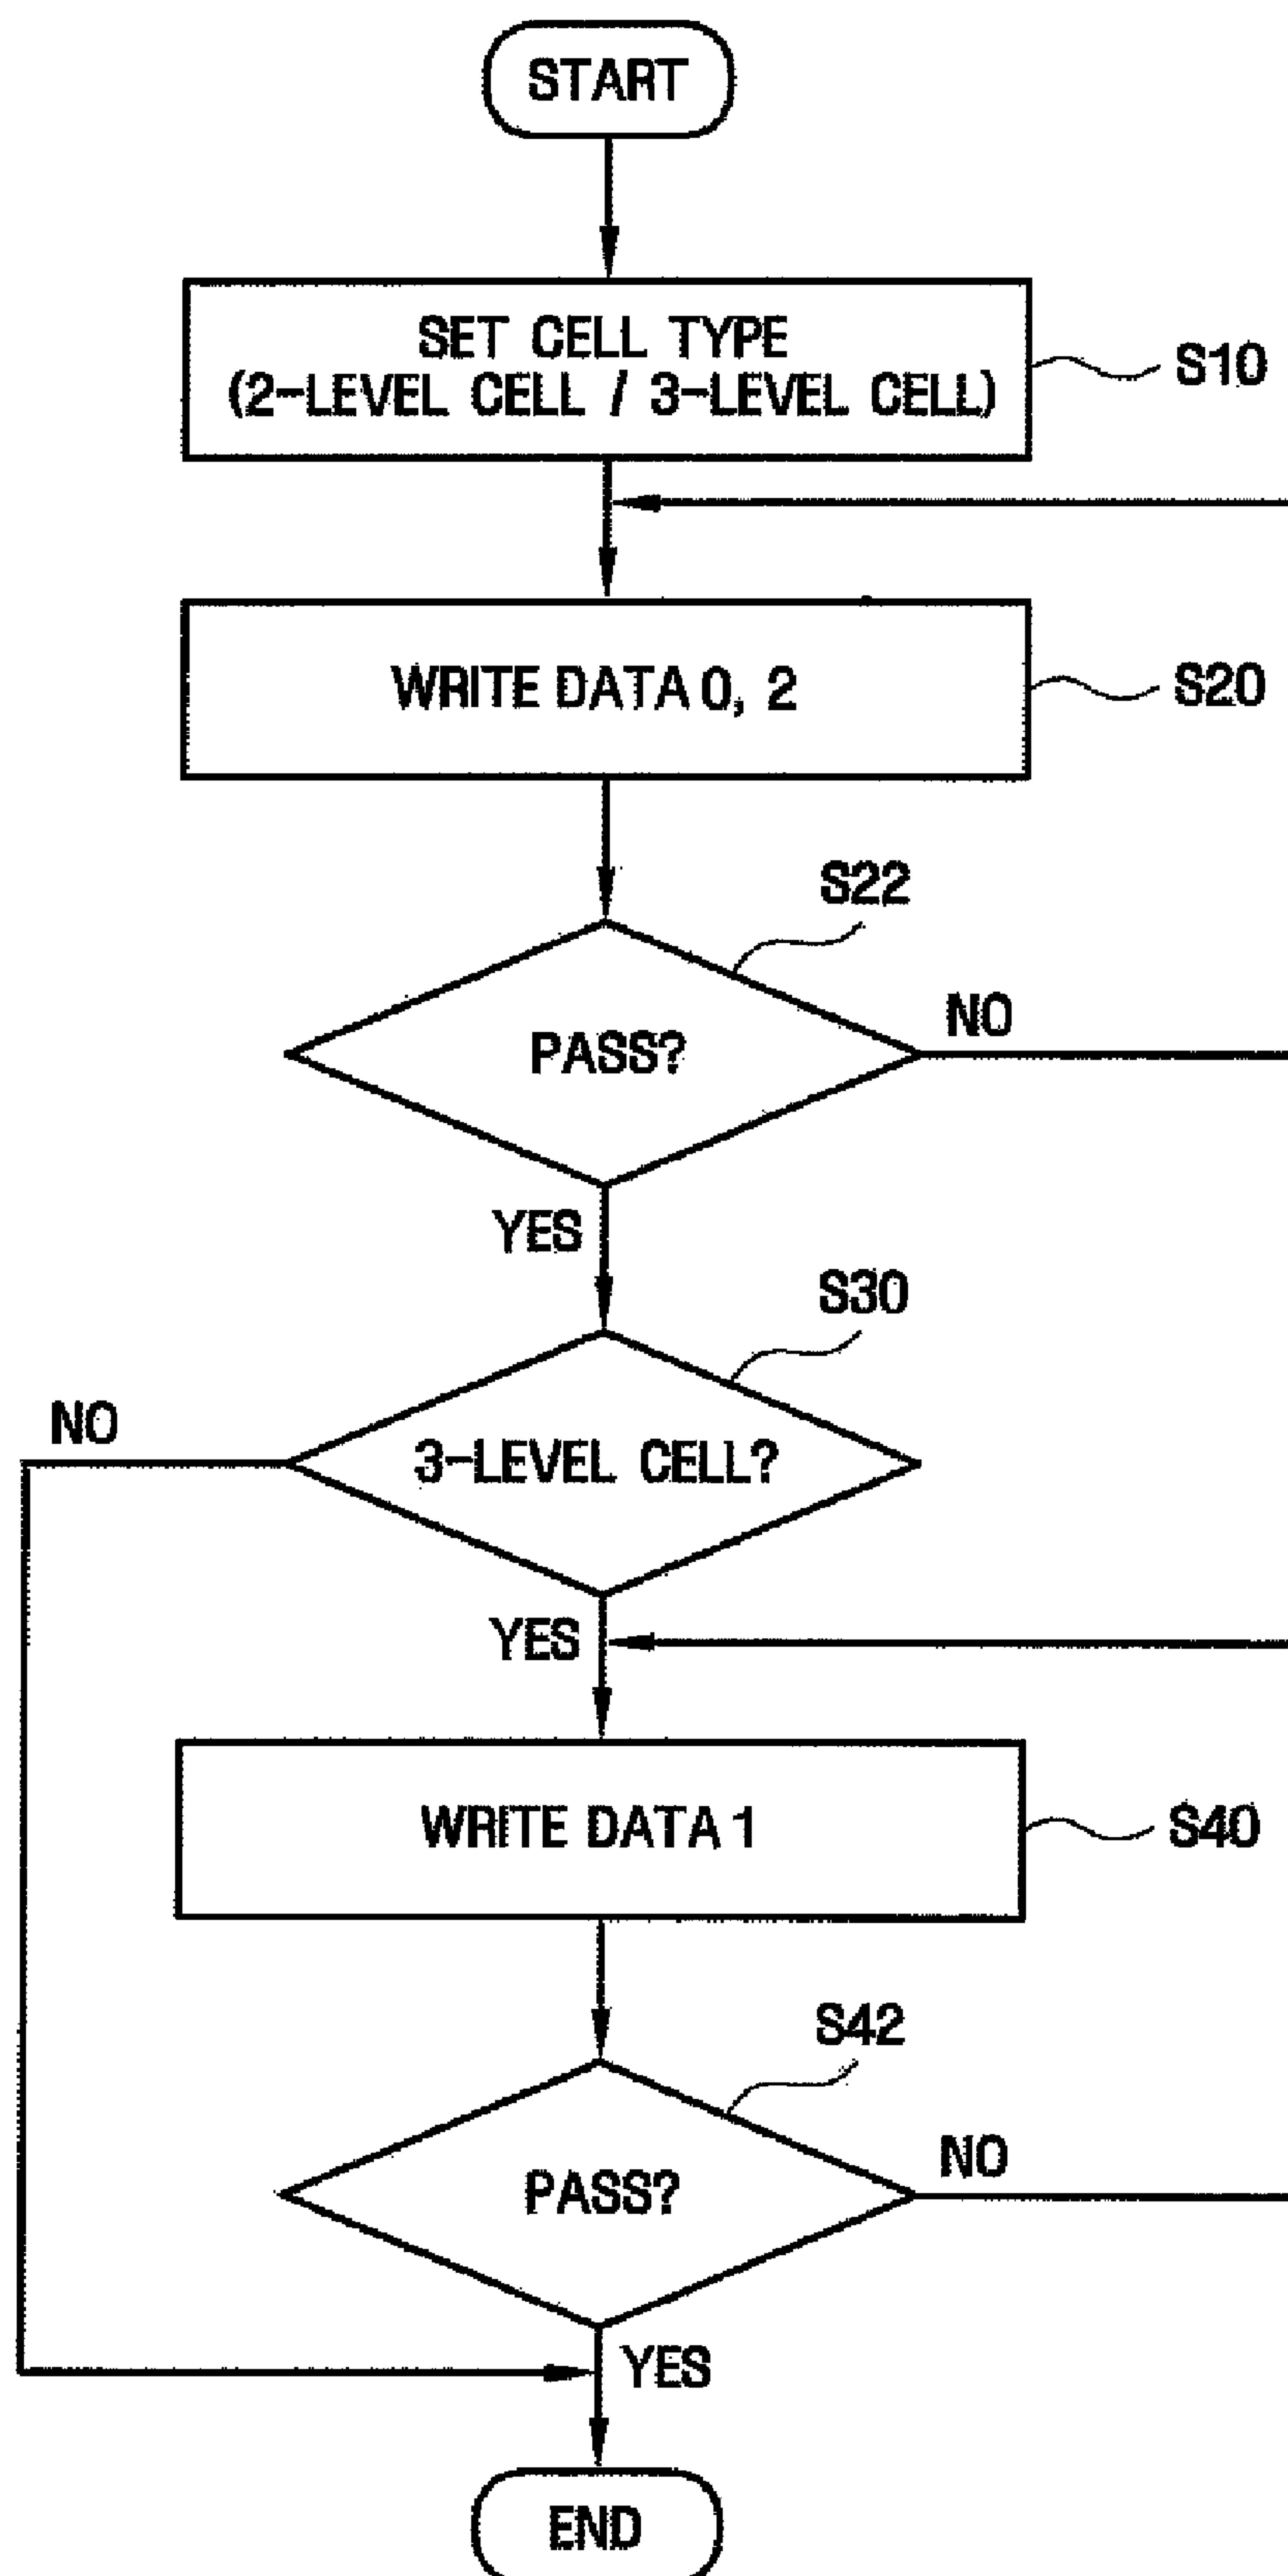 START
SET CELL TYPE
(2-LEVEL CELL / 3-LEVEL CELL)
S10
WRITE DATA 0, 2
S20
S22
PASS?
NO
YES
S30
NO
3-LEVEL CELL?
YES
WRITE DATA 1
S40
S42
PASS?
NO
YES
END